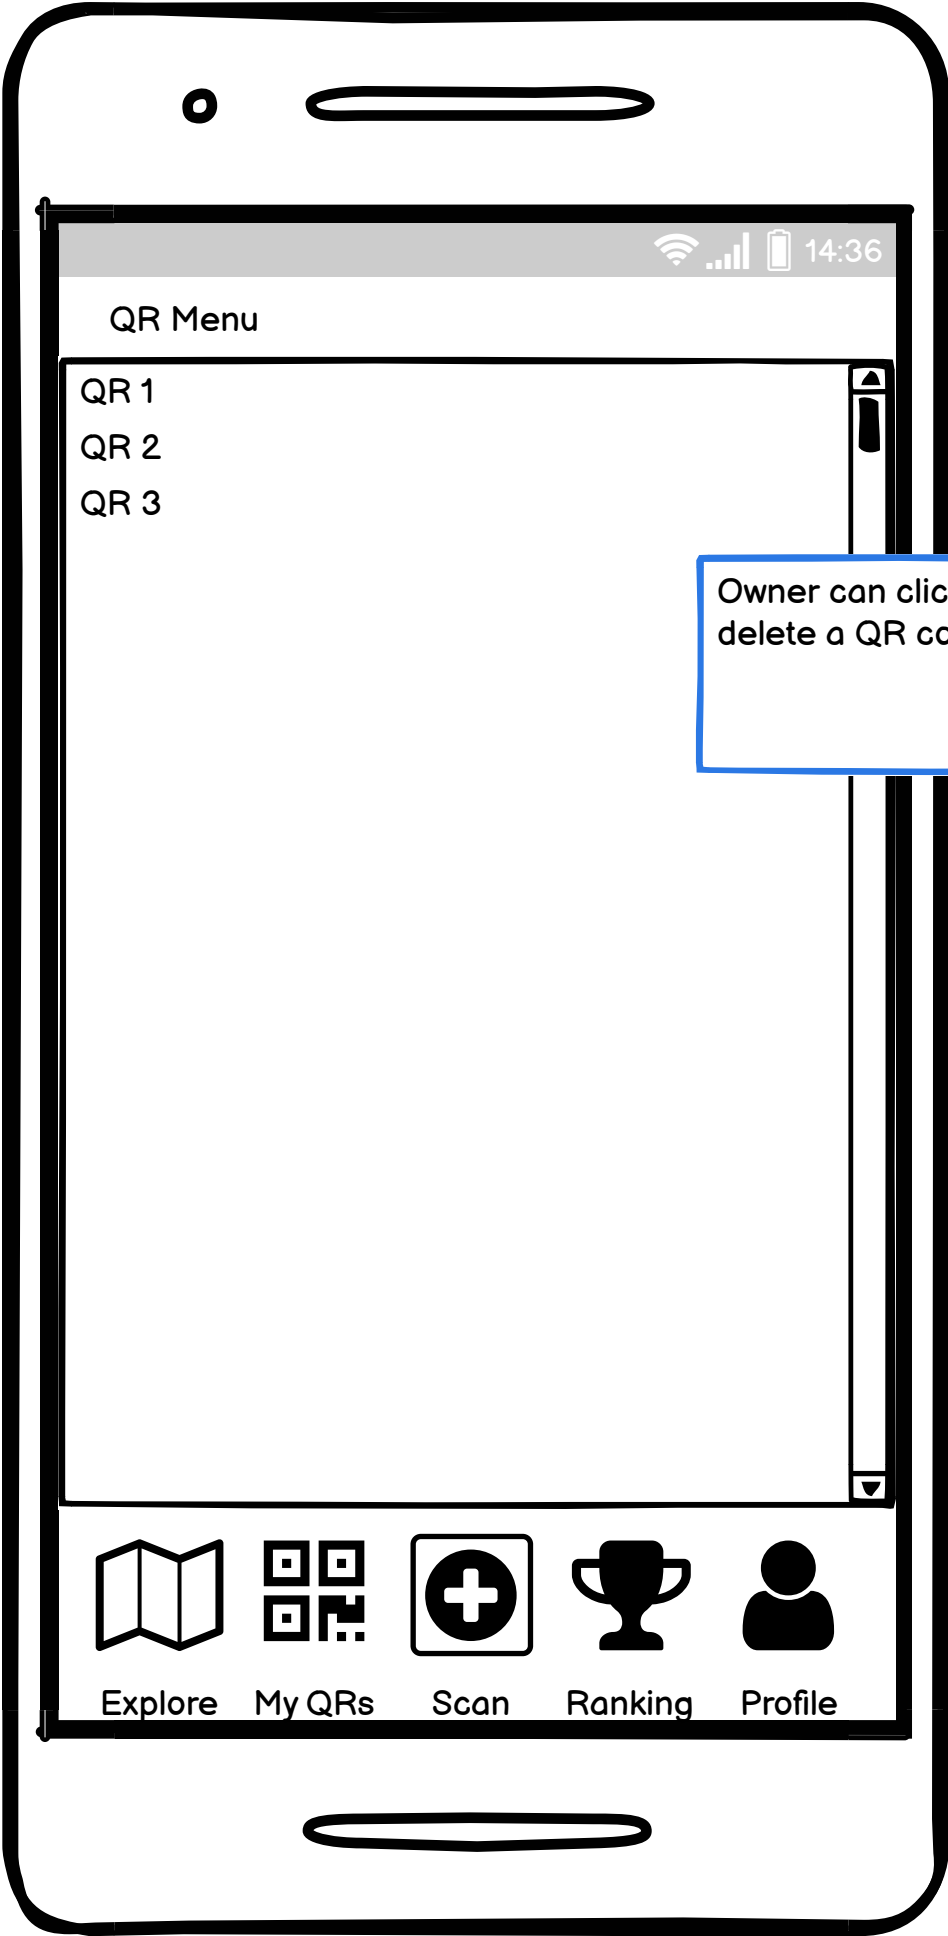 14:36
QR Menu
QR 1
QR 2
QR 3
Owner can
delete a QR
Explore My QRs Scan Ranking Profile